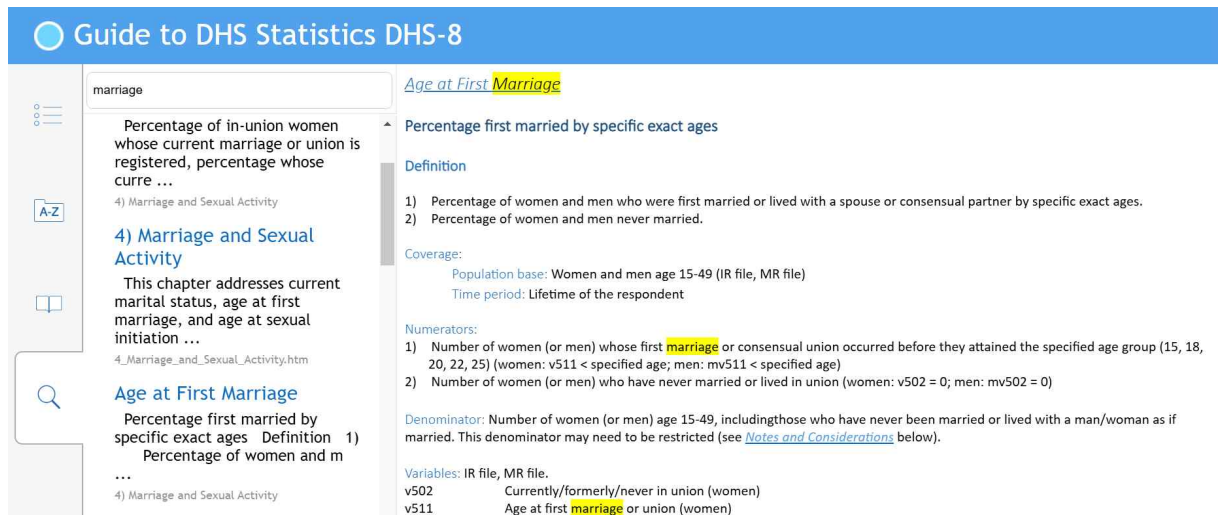 Guide to DHS Statistics DHS-8
marriage
Percentage of in-union women
whose current marriage or union is
registered, percentage whose
curre ...
4) Marriage and Sexual Activity
4) Marriage and Sexual
Activity
This chapter addresses current
marital status, age at first
marriage, and age at sexual
initiation ...
4_Marriage_and_Sexual_Activity.htm
Age at First Marriage
Percentage first married by
specific exact ages Definition 1)
Percentage of women and m
...
4) Marriage and Sexual Activity
A-Z
Age at First Marriage
Percentage first married by specific exact ages
Definition
1) Percentage of women and men who were first married or lived with a spouse or consensual partner by specific exact ages.
2) Percentage of women and men never married.
Coverage:
Population base: Women and men age 15-49 (IR file, MR file)
Time period: Lifetime of the respondent
Numerators:
1) Number of women (or men) whose first marriage or consensual union occurred before they attained the specified age group (15, 18,
20, 22, 25) (women: v511 < specified age; men: mv511 < specified age)
2) Number of women (or men) who have never married or lived in union (women: v502 = 0; men: mv502 = 0)
Denominator: Number of women (or men) age 15-49, includingthose who have never been married or lived with a man/woman as if
married. This denominator may need to be restricted (see Notes and Considerations below).
Variables: IR file, MR file.
v502 Currently/formerly/never in union (women)
v511 Age at first marriage or union (women)